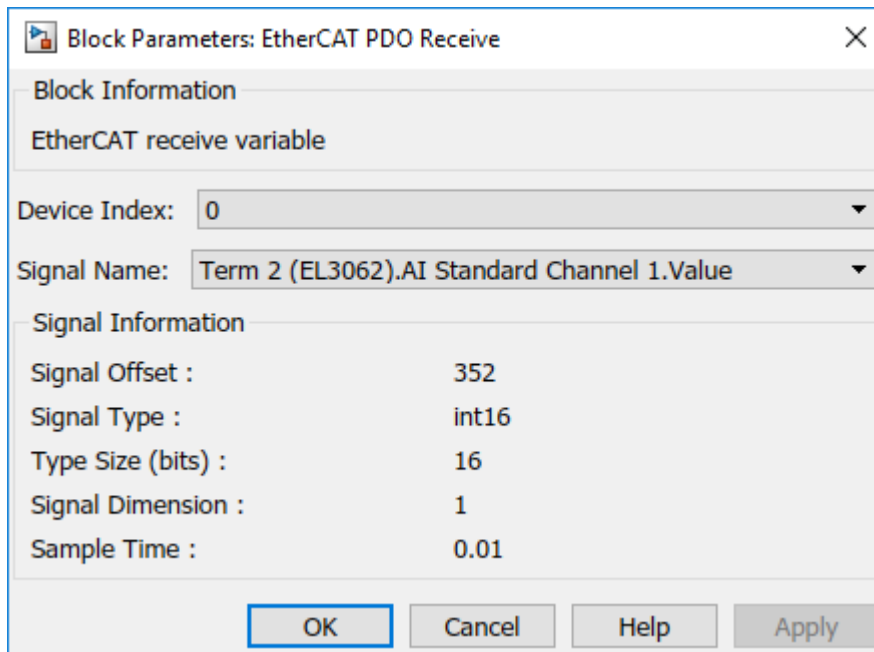 Block Parameters: EtherCAT PDO Receive
Block Information
EtherCAT receive variable
Device Index: 0
Signal Name: Term 2 (EL3062).AI Standard Channel 1.Value
Signal Information
Signal Offset : 352
Signal Type : int16
Type Size (bits) : 16
Signal Dimension : 1
Sample Time : 0.01
OK Cancel Help Apply